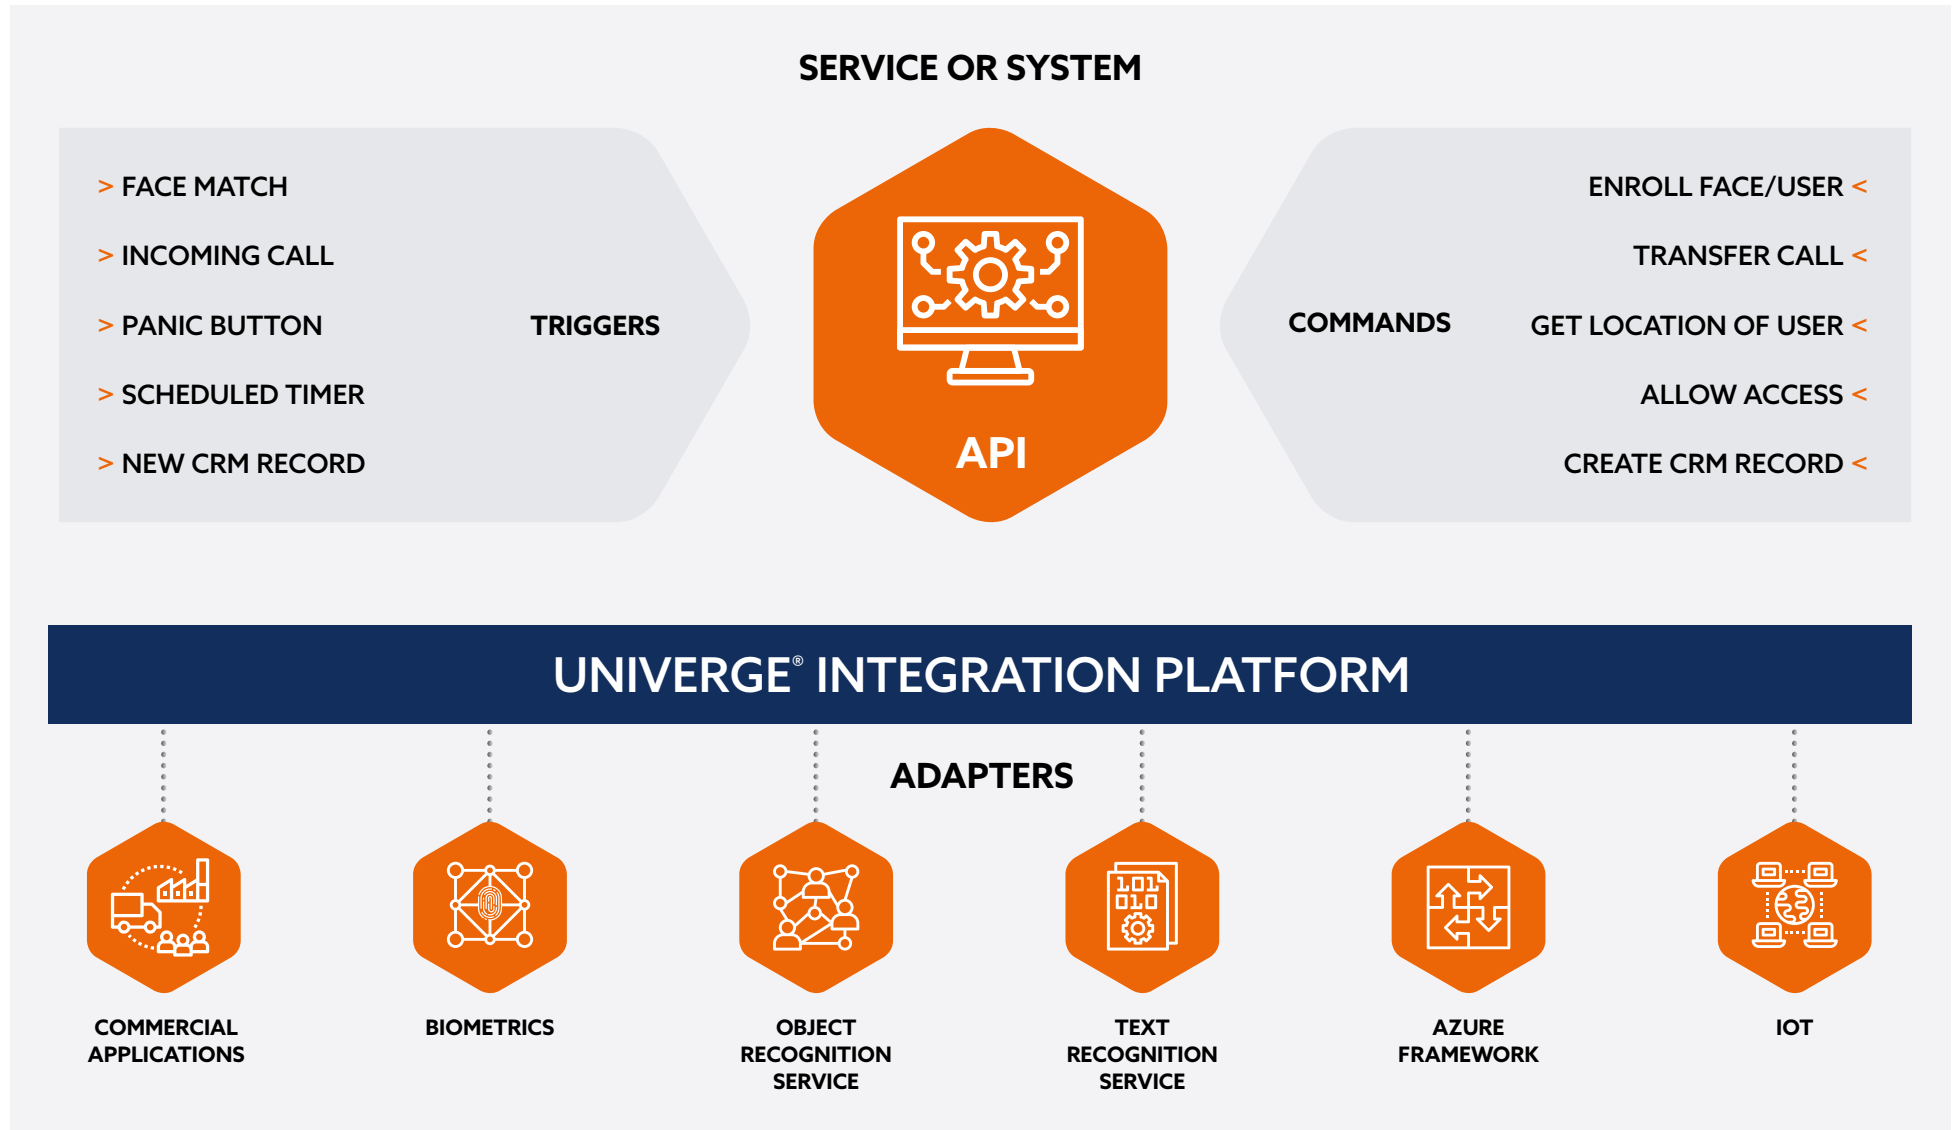 SERVICE OR SYSTEM
> FACE MATCH
> INCOMING CALL
> PANIC BUTTON
> SCHEDULED TIMER
> NEW CRM RECORD
TRIGGERS
API
COMMANDS
ENROLL FACE/USER <
TRANSFER CALL <
GET LOCATION OF USER <
ALLOW ACCESS <
CREATE CRM RECORD <
UNIVERGE® INTEGRATION PLATFORM
ADAPTERS
COMMERCIAL
APPLICATIONS
BIOMETRICS
OBJECT
RECOGNITION
SERVICE
101
010
TEXT
RECOGNITION
SERVICE
AZURE
FRAMEWORK
IOT